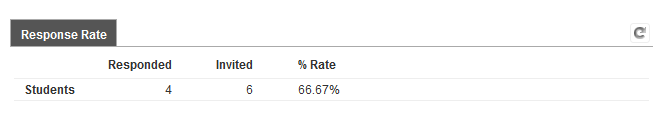 Response Rate
Responded Invited % Rate
Students 4 6 66.67%